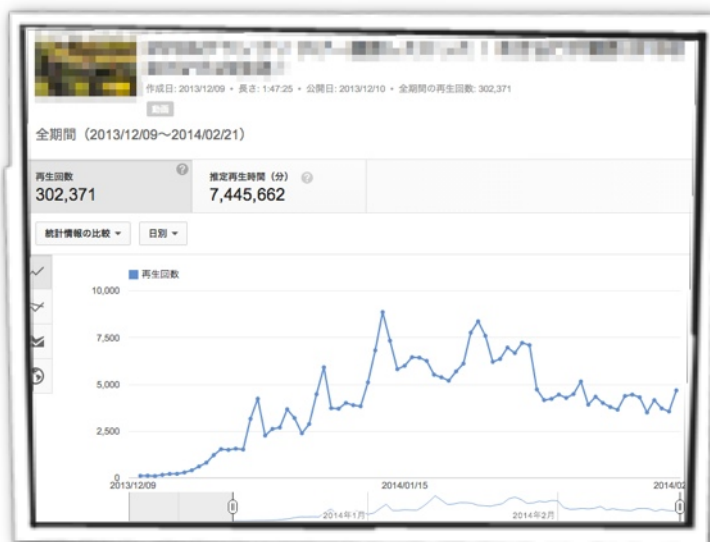 作成日: 2013/12/09 • 長さ: 1:47:25 • 公開日: 2013/12/10 • 全期間の再生回数: 302,371
動画
全期間（2013/12/09〜2014/02/21）
再生回数 ?
302,371
推定再生時間（分） ?
7,445,662
統計情報の比較 日別
再生回数
10,000
7,500
5,000
2,500
0
2013/12/09 2014/01/15 2014/02
2014年1月 2014年2月